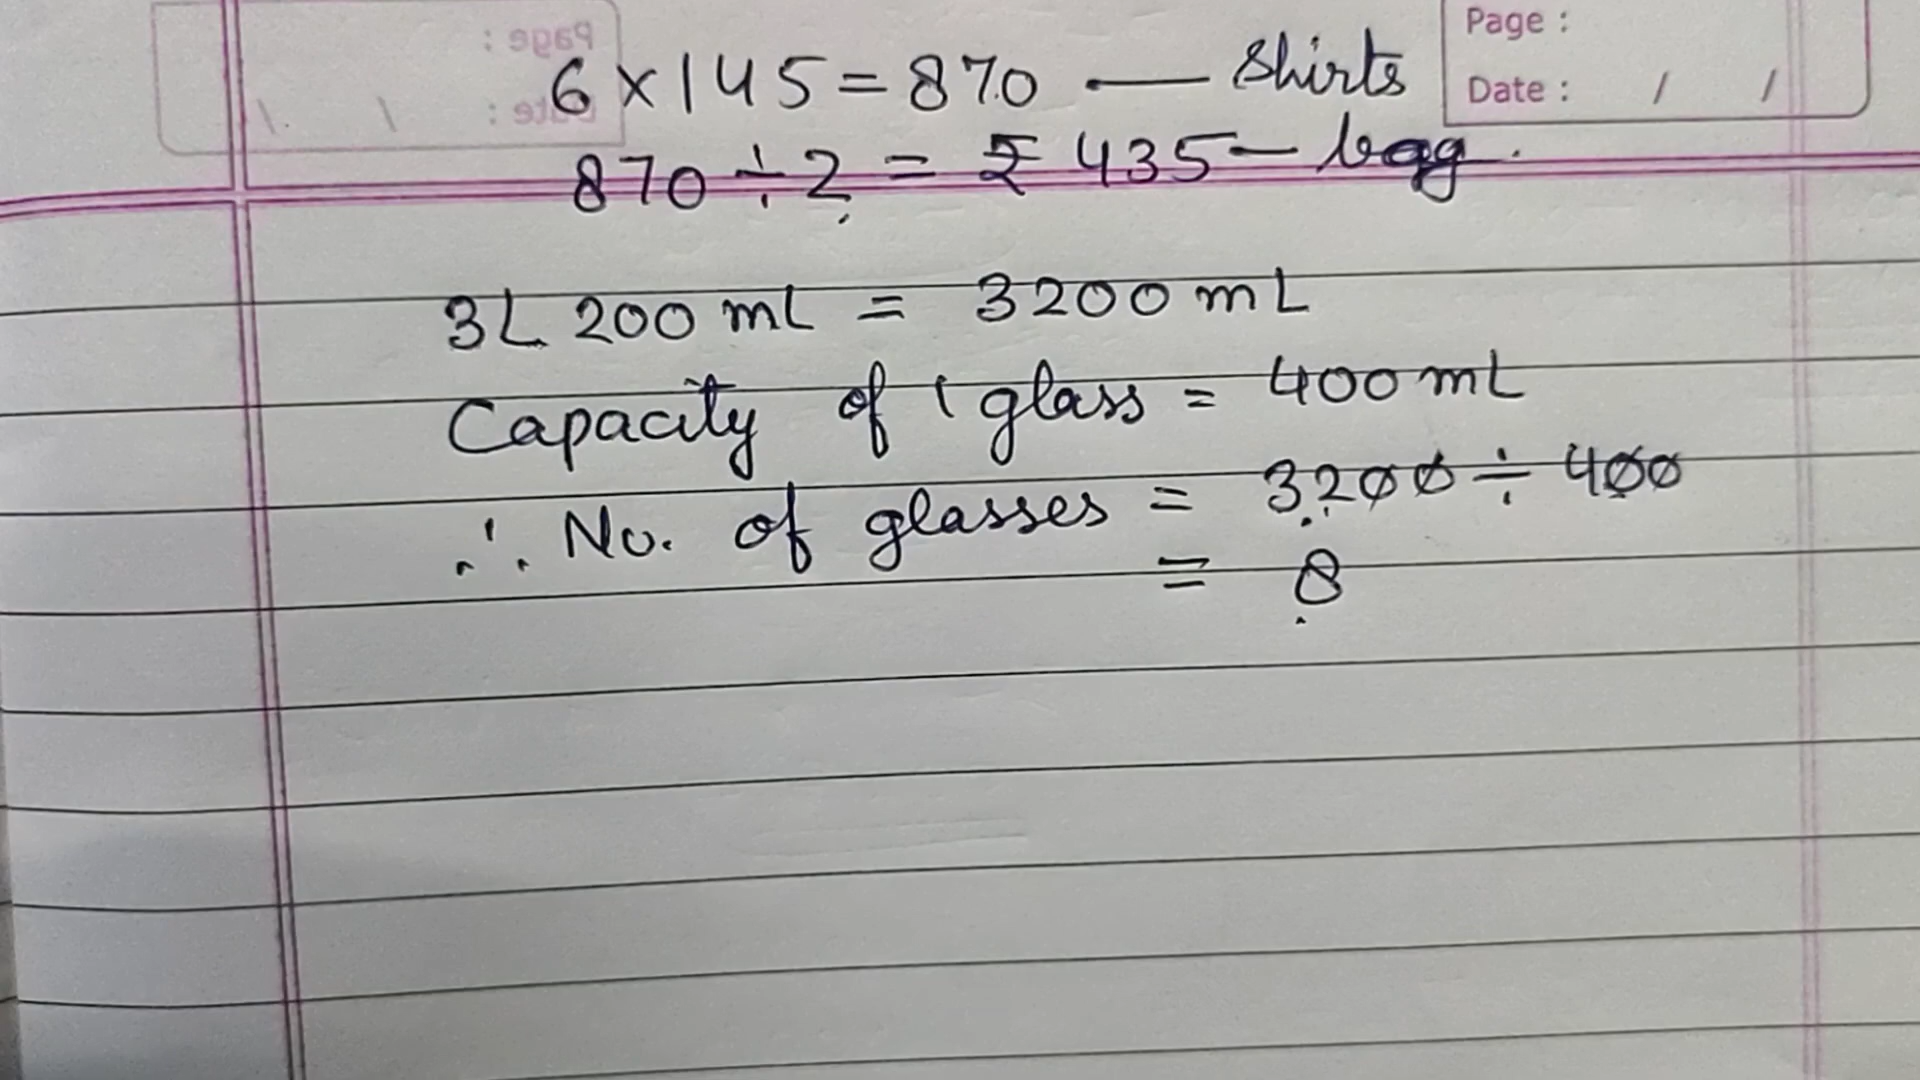 Page :
Date : / /
6 x 145 = 870 — Shirts
870 ÷ 2 = ₹ 435 — bag.
3L 200 mL = 3200 mL
Capacity of 1 glass = 400 mL
∴ No. of glasses = 3200 ÷ 400
= 8